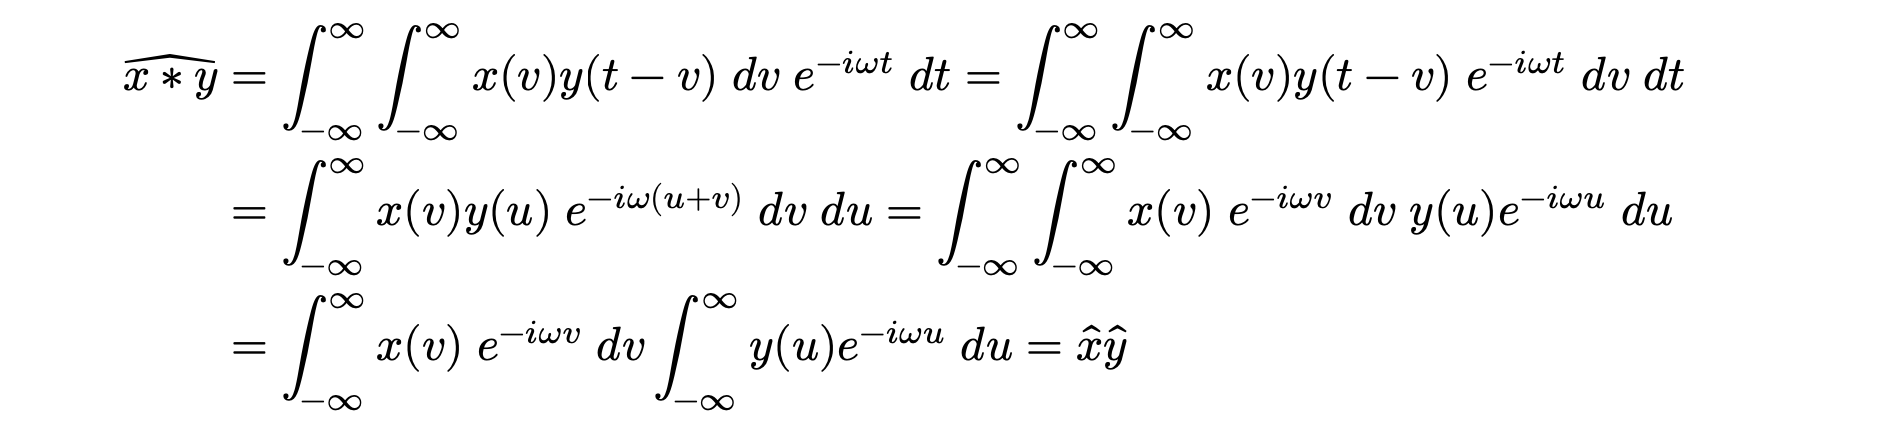 \widehat{x * y} = \int_{-\infty}^{\infty} \int_{-\infty}^{\infty} x(v)y(t - v) \, dv \, e^{-i\omega t} \, dt = \int_{-\infty}^{\infty} \int_{-\infty}^{\infty} x(v)y(t - v) \, e^{-i\omega t} \, dv \, dt
= \int_{-\infty}^{\infty} x(v)y(u) \, e^{-i\omega(u+v)} \, dv \, du = \int_{-\infty}^{\infty} \int_{-\infty}^{\infty} x(v) \, e^{-i\omega v} \, dv \, y(u)e^{-i\omega u} \, du
= \int_{-\infty}^{\infty} x(v) \, e^{-i\omega v} \, dv \int_{-\infty}^{\infty} y(u)e^{-i\omega u} \, du = \hat{x}\hat{y}